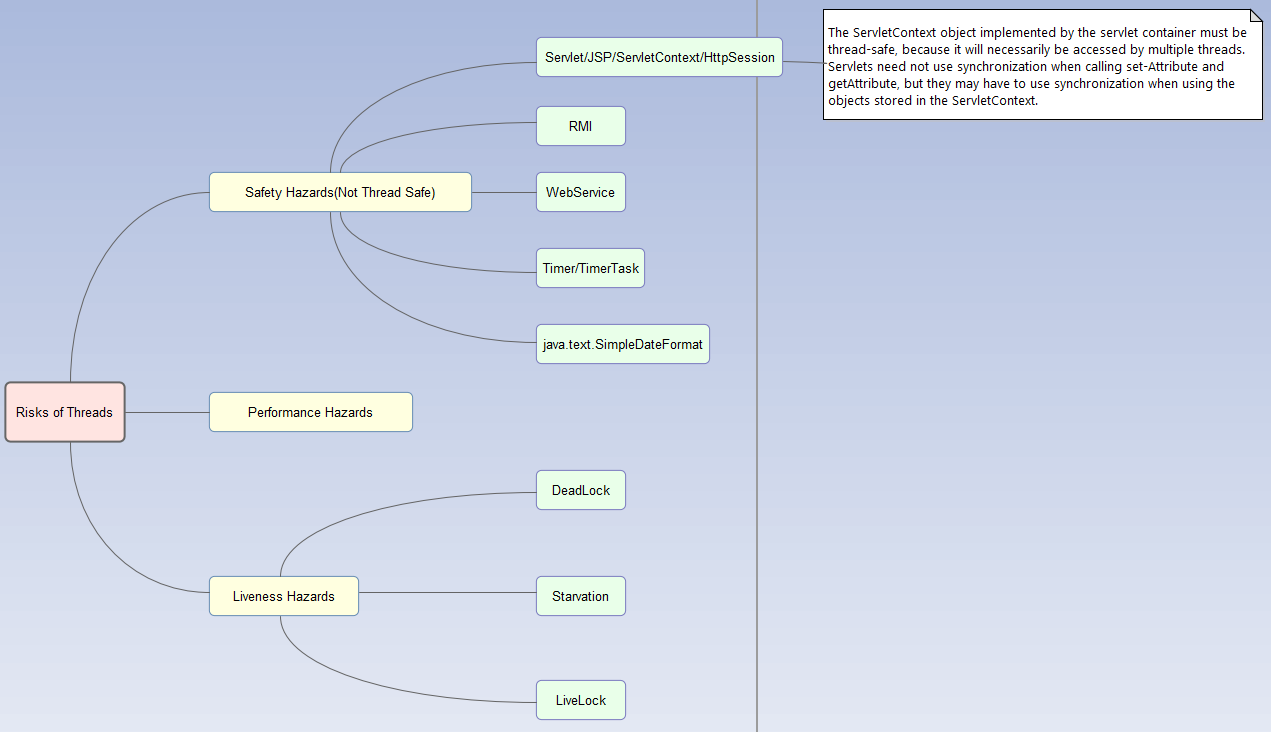 Servlet/JSP/ServletContext/HttpSession
The ServletContext object implemented by the servlet container must be
thread-safe, because it will necessarily be accessed by multiple threads.
Servlets need not use synchronization when calling set-Attribute and
getAttribute, but they may have to use synchronization when using the
objects stored in the ServletContext.
RMI
Safety Hazards(Not Thread Safe)
WebService
Timer/TimerTask
java.text.SimpleDateFormat
Risks of Threads
Performance Hazards
DeadLock
Liveness Hazards
Starvation
LiveLock